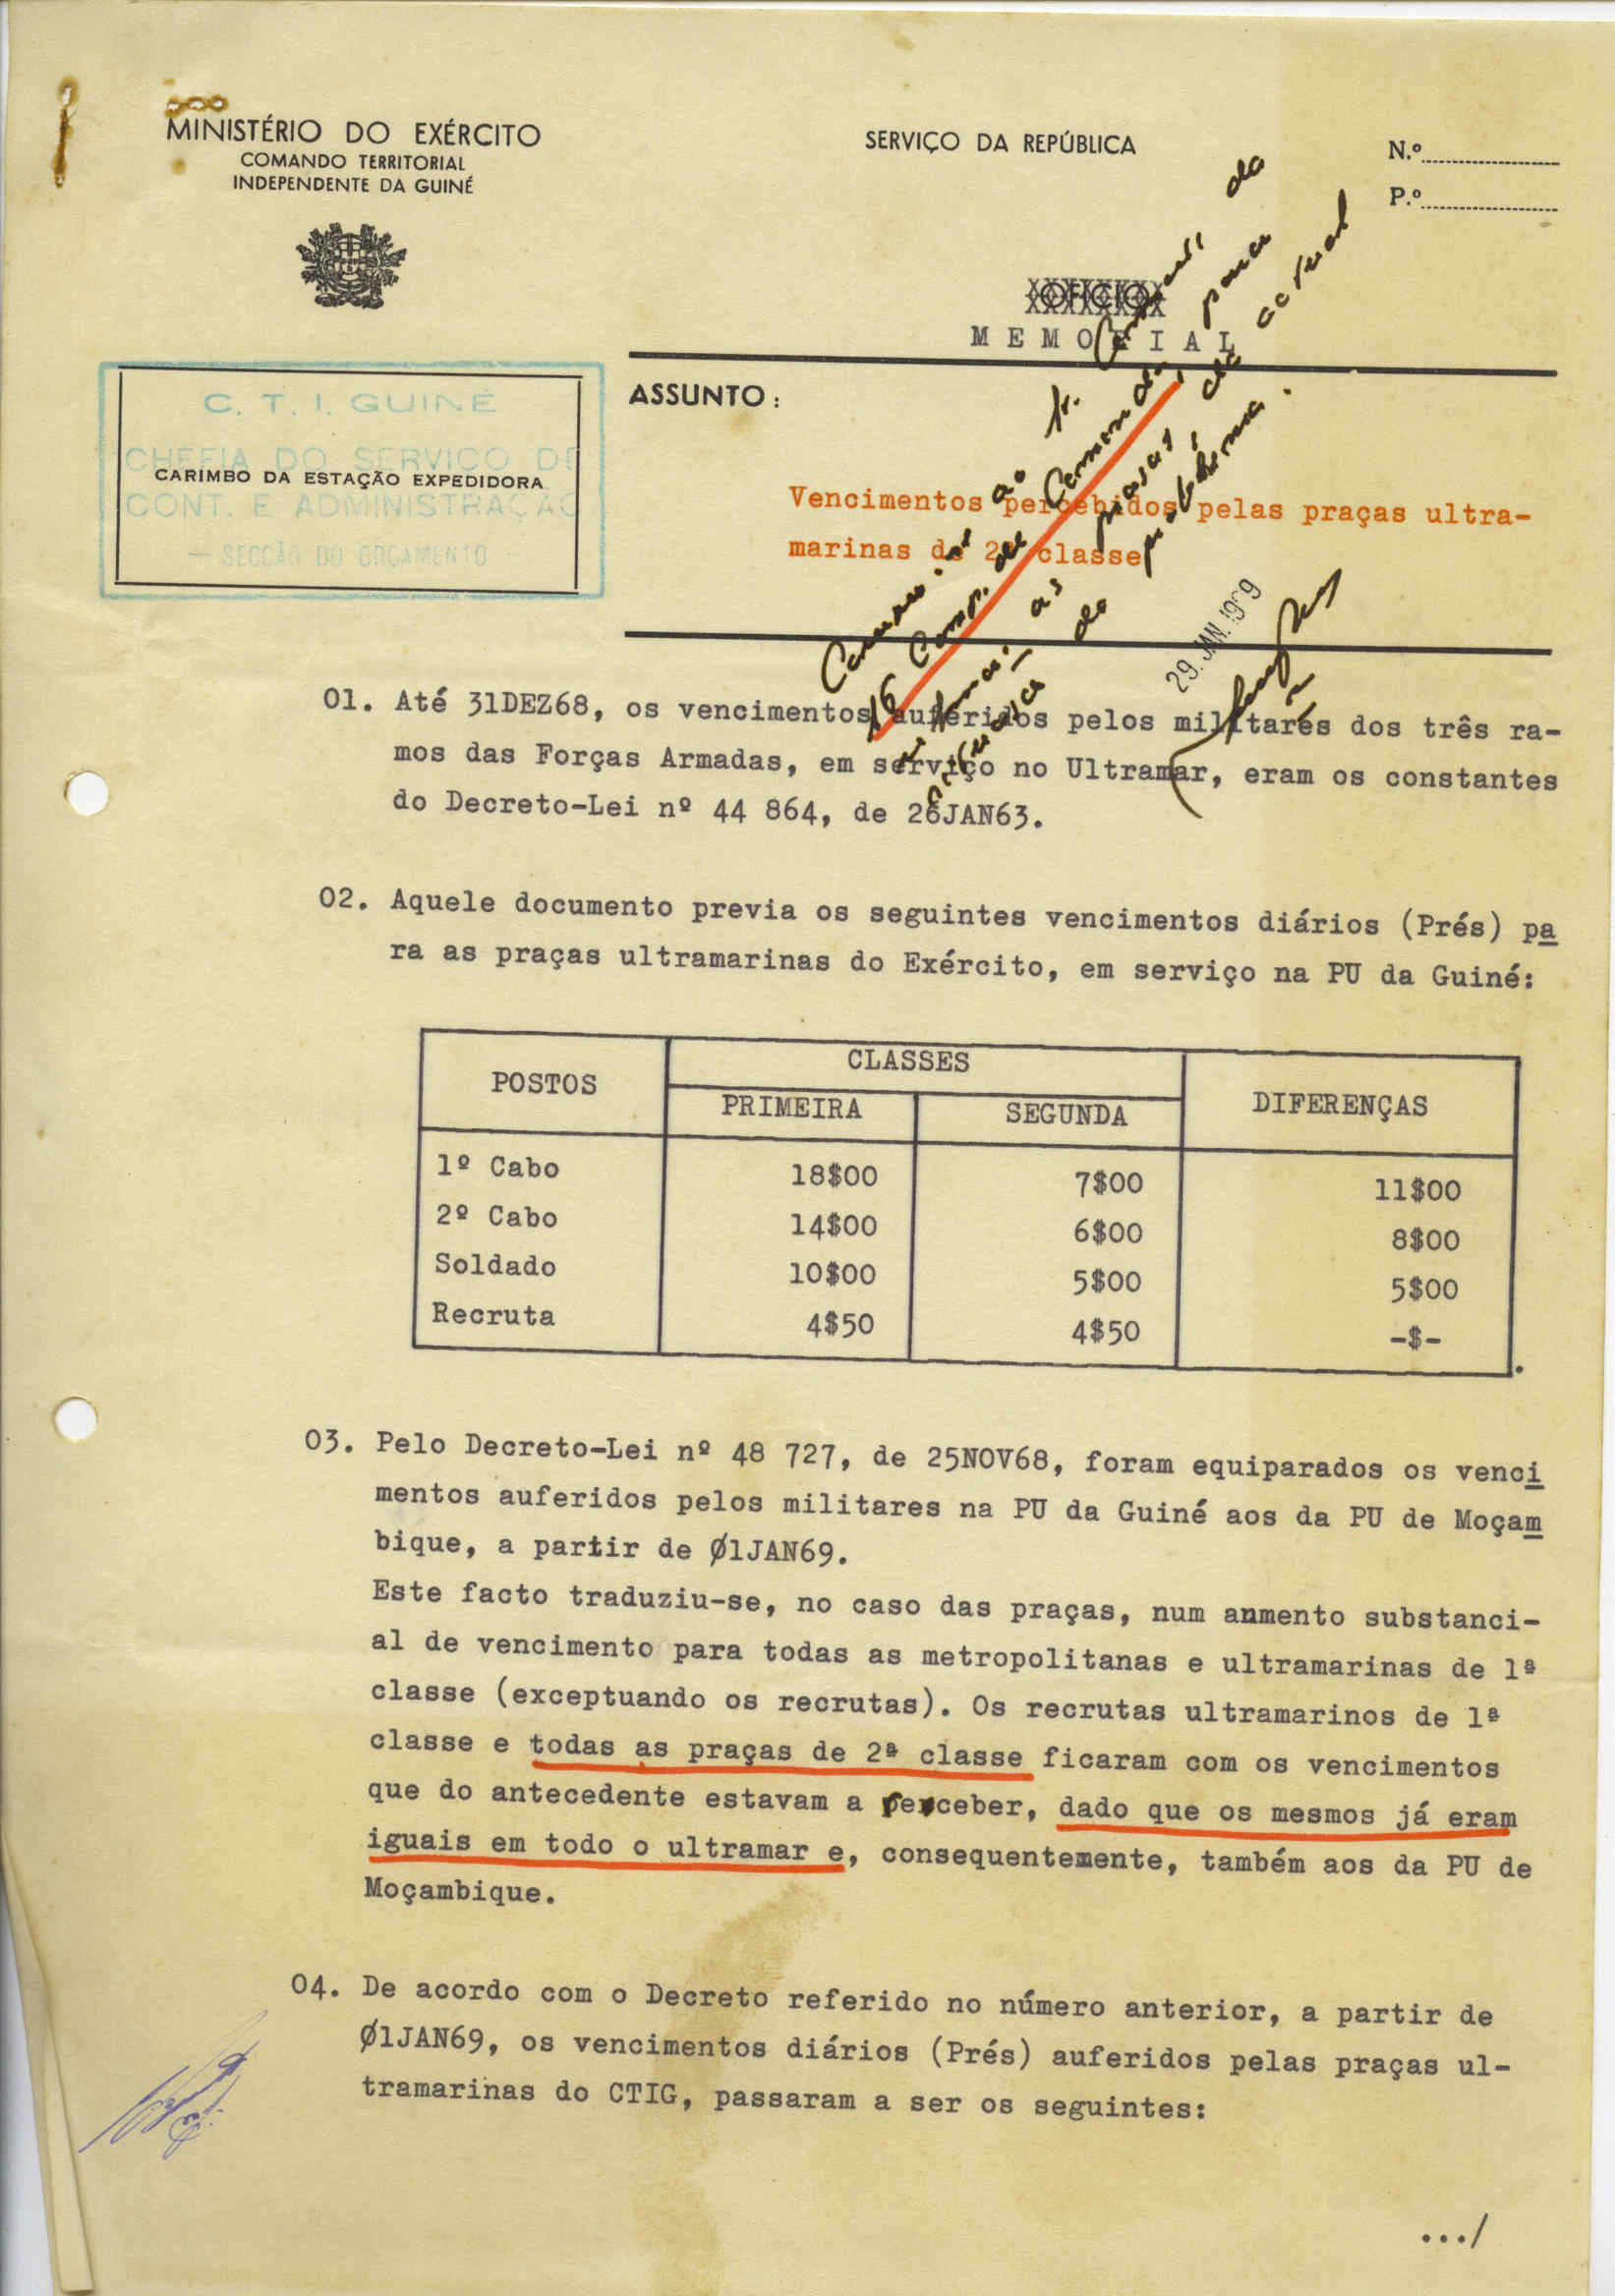 MINISTÉRIO DO EXÉRCITO
COMANDO TERRITORIAL
INDEPENDENTE DA GUINÉ
SERVIÇO DA REPÚBLICA
N.º
P.º
OFICIO
MEMORIAL
C. T. I. GUINÉ
CHEFIA DO SERVIÇO DE
CARIMBO DA ESTAÇÃO EXPEDIDORA
CONT. E ADMINISTRAÇÃO
— SECÇÃO DO ORÇAMENTO —
ASSUNTO:
Vencimentos percebidos pelas praças ultra-
marinas de 2ª classe
29. JAN. 1969
01. Até 31DEZ68, os vencimentos auferidos pelos militares dos três ra-
mos das Forças Armadas, em serviço no Ultramar, eram os constantes
do Decreto-Lei nº 44 864, de 26JAN63.
02. Aquele documento previa os seguintes vencimentos diários (Prés) pa
ra as praças ultramarinas do Exército, em serviço na PU da Guiné:
POSTOS CLASSES DIFERENÇAS
PRIMEIRA SEGUNDA
1º Cabo 18$00 7$00 11$00
2º Cabo 14$00 6$00 8$00
Soldado 10$00 5$00 5$00
Recruta 4$50 4$50 -$-
03. Pelo Decreto-Lei nº 48 727, de 25NOV68, foram equiparados os venci
mentos auferidos pelos militares na PU da Guiné aos da PU de Moçam
bique, a partir de Ø1JAN69.
Este facto traduziu-se, no caso das praças, num anmento substanci-
al de vencimento para todas as metropolitanas e ultramarinas de 1ª
classe (exceptuando os recrutas). Os recrutas ultramarinos de 1ª
classe e todas as praças de 2ª classe ficaram com os vencimentos
que do antecedente estavam a perceber, dado que os mesmos já eram
iguais em todo o ultramar e, consequentemente, também aos da PU de
Moçambique.
04. De acordo com o Decreto referido no número anterior, a partir de
Ø1JAN69, os vencimentos diários (Prés) auferidos pelas praças ul-
tramarinas do CTIG, passaram a ser os seguintes:
.../